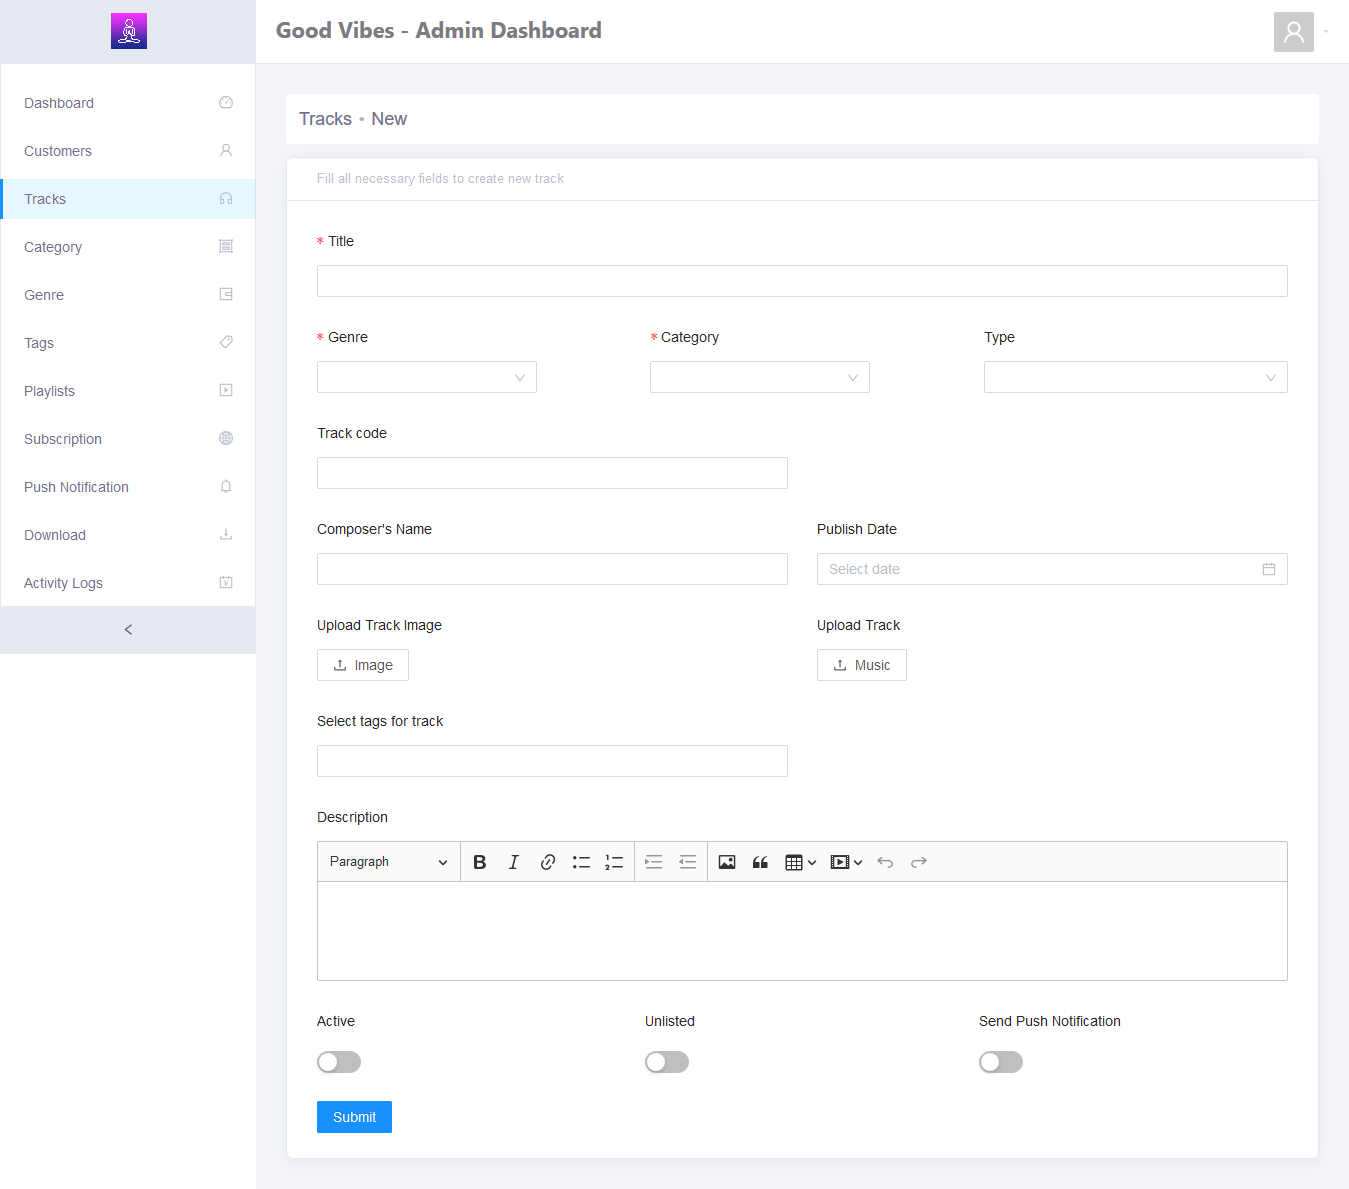 Good Vibes - Admin Dashboard
Dashboard
Customers
Tracks
Category
Genre
Tags
Playlists
Subscription
Push Notification
Download
Activity Logs
Tracks • New
Fill all necessary fields to create new track
* Title
* Genre
* Category
Type
Track code
Composer's Name
Publish Date
Select date
Upload Track Image
Upload Track
Image
Music
Select tags for track
Description
Paragraph
Active
Unlisted
Send Push Notification
Submit